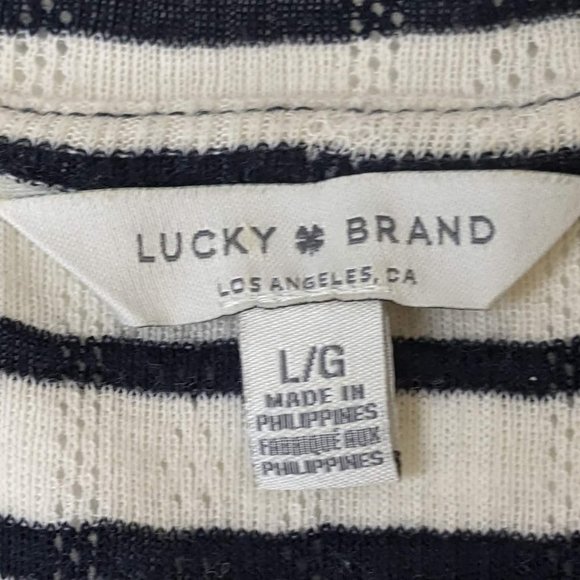 LUCKY BRAND
LOS ANGELES, CA
L/G
MADE IN
PHILIPPINES
FABRIQUE AUX
PHILIPPINES